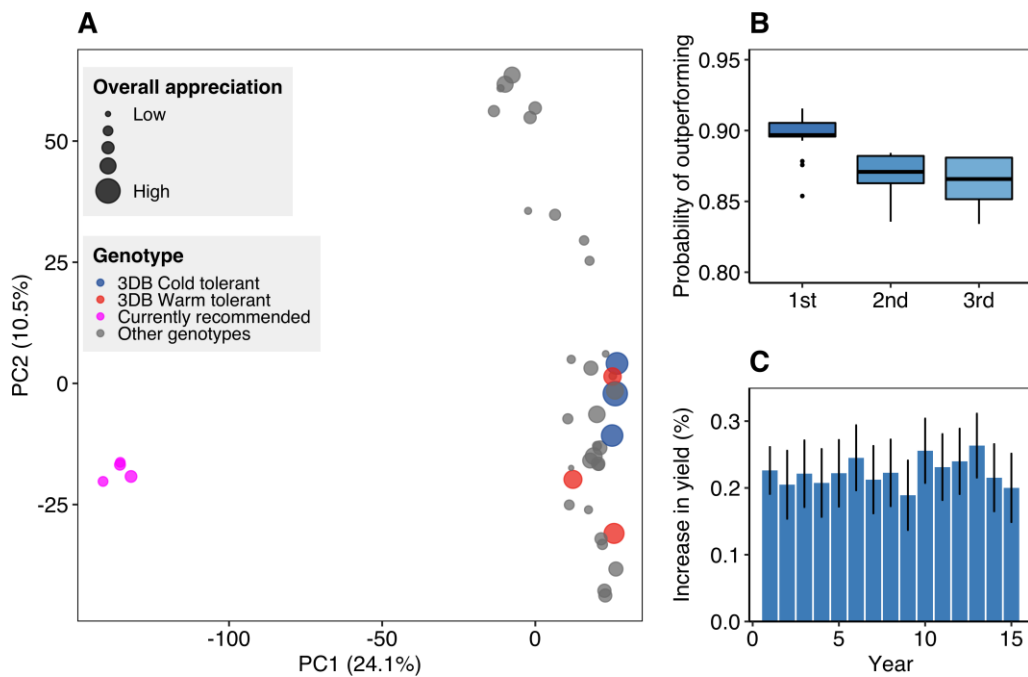 A
Overall appreciation
Low
High
Genotype
3DB Cold tolerant
3DB Warm tolerant
Currently recommended
Other genotypes
50
25
0
-25
-100
-50
0
PC1 (24.1%)
PC2 (10.5%)
B
Probability of outperforming
0.95
0.90
0.85
0.80
1st
2nd
3rd
C
Increase in yield (%)
0.3
0.2
0.1
0.0
0
5
10
15
Year